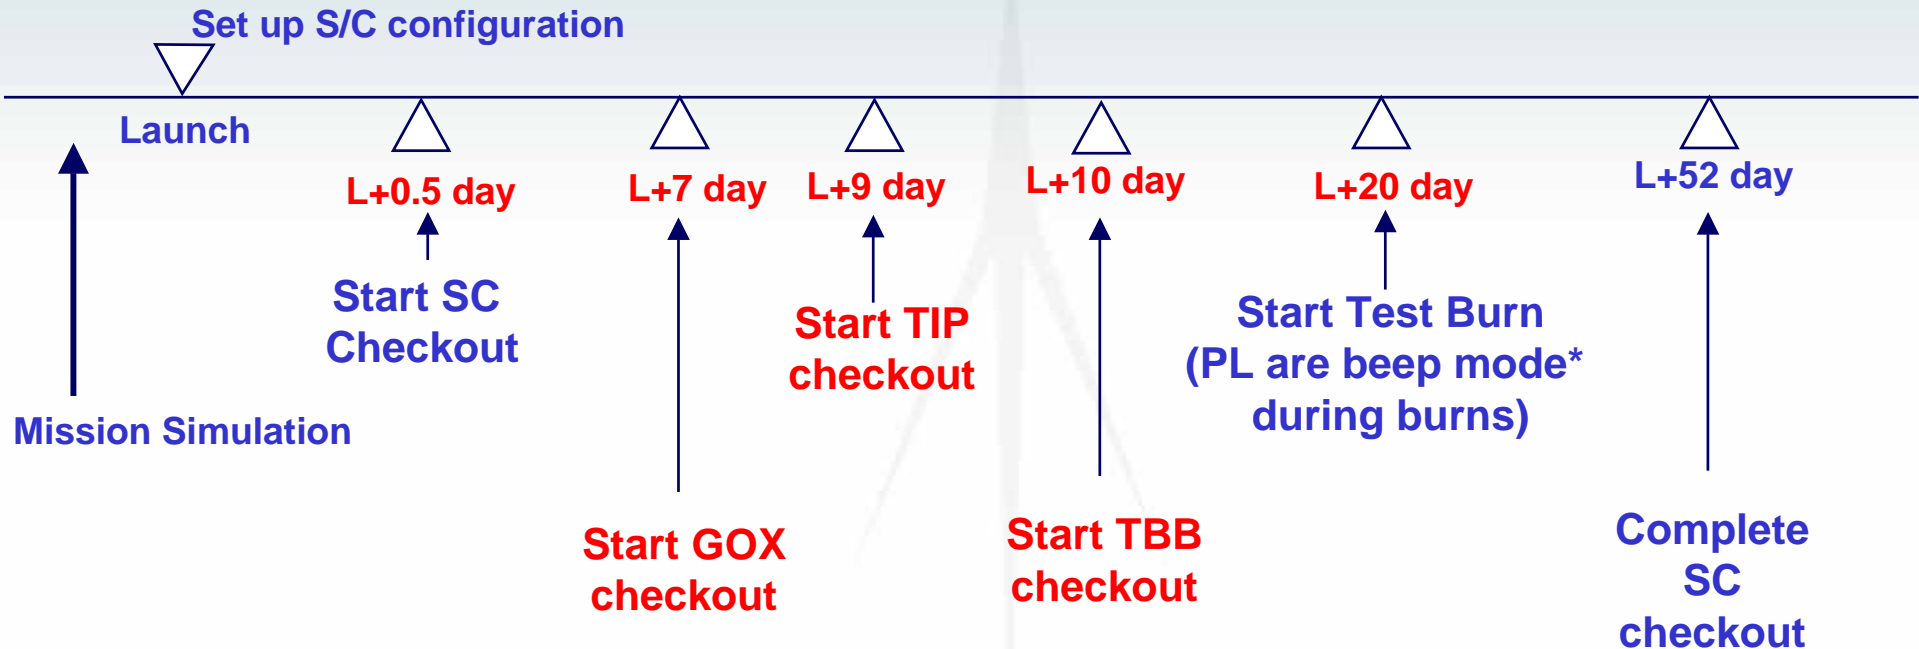 Set up S/C configuration
Launch
L+0.5 day
L+7 day
L+9 day
L+10 day
L+20 day
L+52 day
Mission Simulation
Start SC
Checkout
Start GOX
checkout
Start TIP
checkout
Start TBB
checkout
Start Test Burn
(PL are beep mode*
during burns)
Complete
SC
checkout